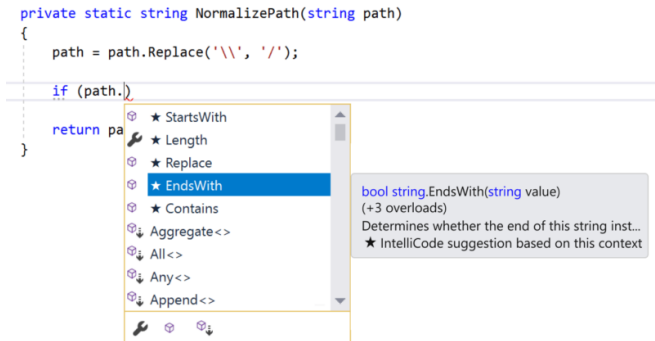 private static string NormalizePath(string path)
{
path = path.Replace('\\', '/');
if (path.)
★ StartsWith
★ Length
★ Replace
★ EndsWith
★ Contains
Aggregate<>
All<>
Any<>
Append<>
bool string.EndsWith(string value)
(+3 overloads)
Determines whether the end of this string inst...
★ IntelliCode suggestion based on this context
return pa
}